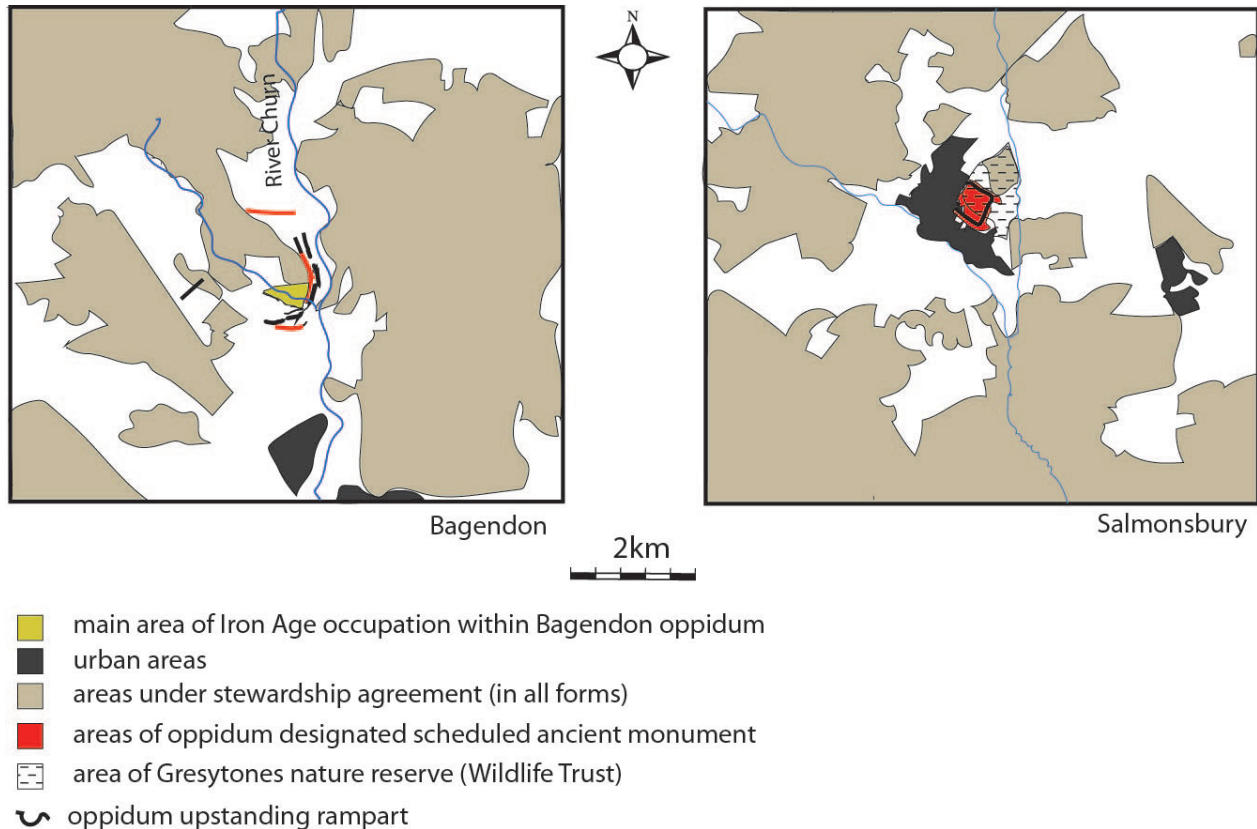 N
River Churn
Bagendon
Salmonsbury
2km
main area of Iron Age occupation within Bagendon oppidum
urban areas
areas under stewardship agreement (in all forms)
areas of oppidum designated scheduled ancient monument
area of Gresytones nature reserve (Wildlife Trust)
oppidum upstanding rampart